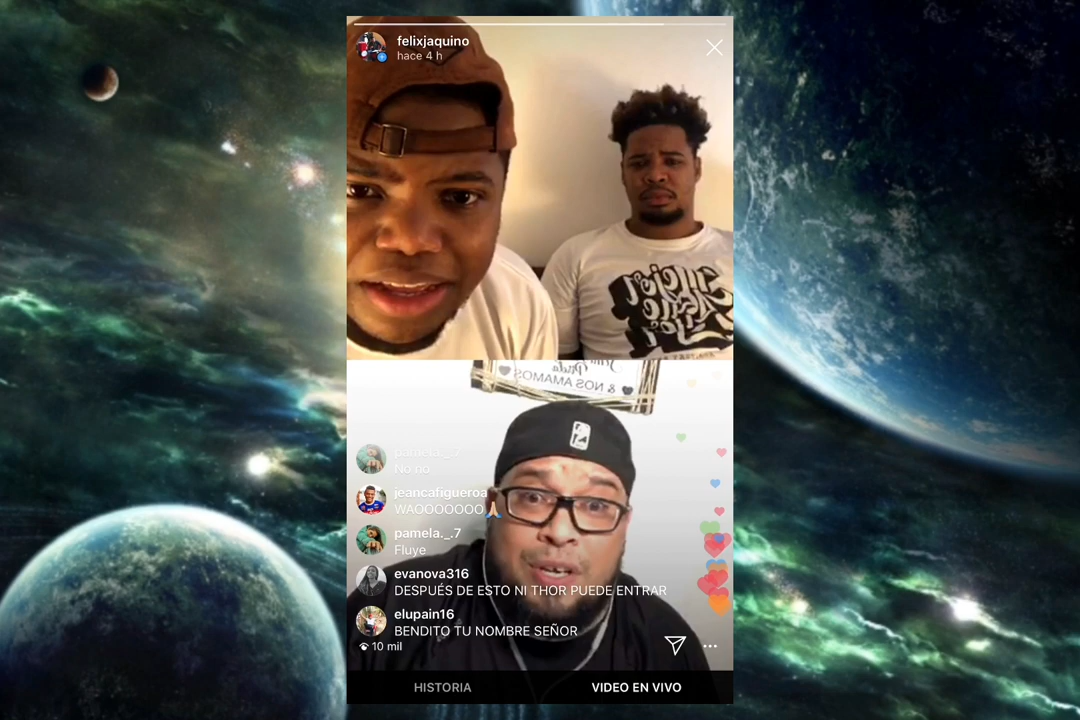 felixjaquino
hace 4 h
& NOS AMAMOS
pamela._.7
No no
jeancafigueroa
WAOOOOOOO🙏
pamela._.7
Fluye
evanova316
DESPUÉS DE ESTO NI THOR PUEDE ENTRAR
elupain16
BENDITO TU NOMBRE SEÑOR
10 mil
HISTORIA
VIDEO EN VIVO